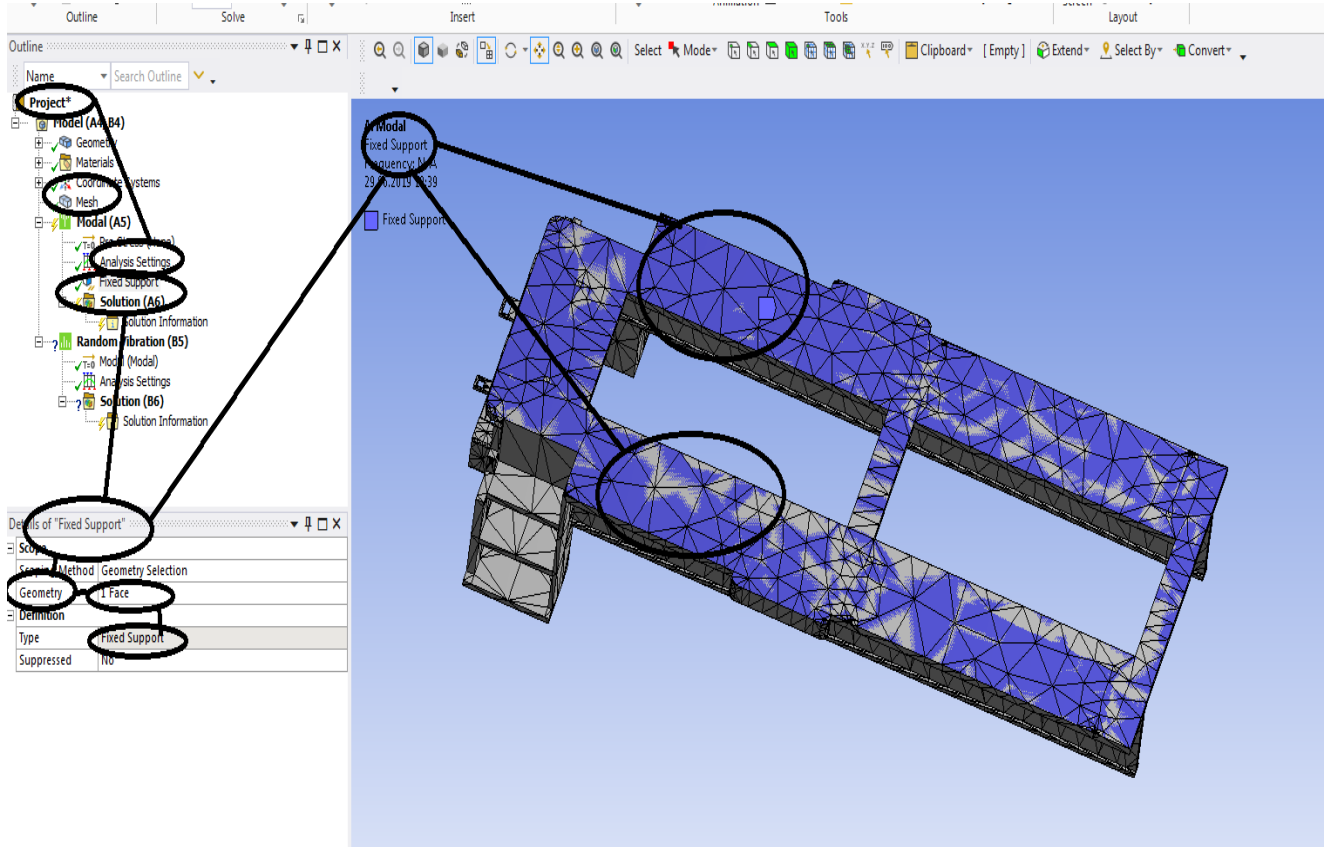 Outline
Solve
Insert
Tools
Layout
Outline
Select Mode Clipboard [ Empty ] Extend Select By Convert
Name Search Outline
Project*
Model (A4, B4)
Geometry
Materials
Coordinate Systems
Mesh
Modal (A5)
Analysis Settings
Fixed Support
Solution (A6)
Solution Information
Random Vibration (B5)
Modal (Modal)
Analysis Settings
Solution (B6)
Solution Information
A: Modal
Fixed Support
Frequency: N/A
Fixed Support
Details of "Fixed Support"
Scope
Scoping Method Geometry Selection
Geometry 1 Face
Definition
Type Fixed Support
Suppressed No